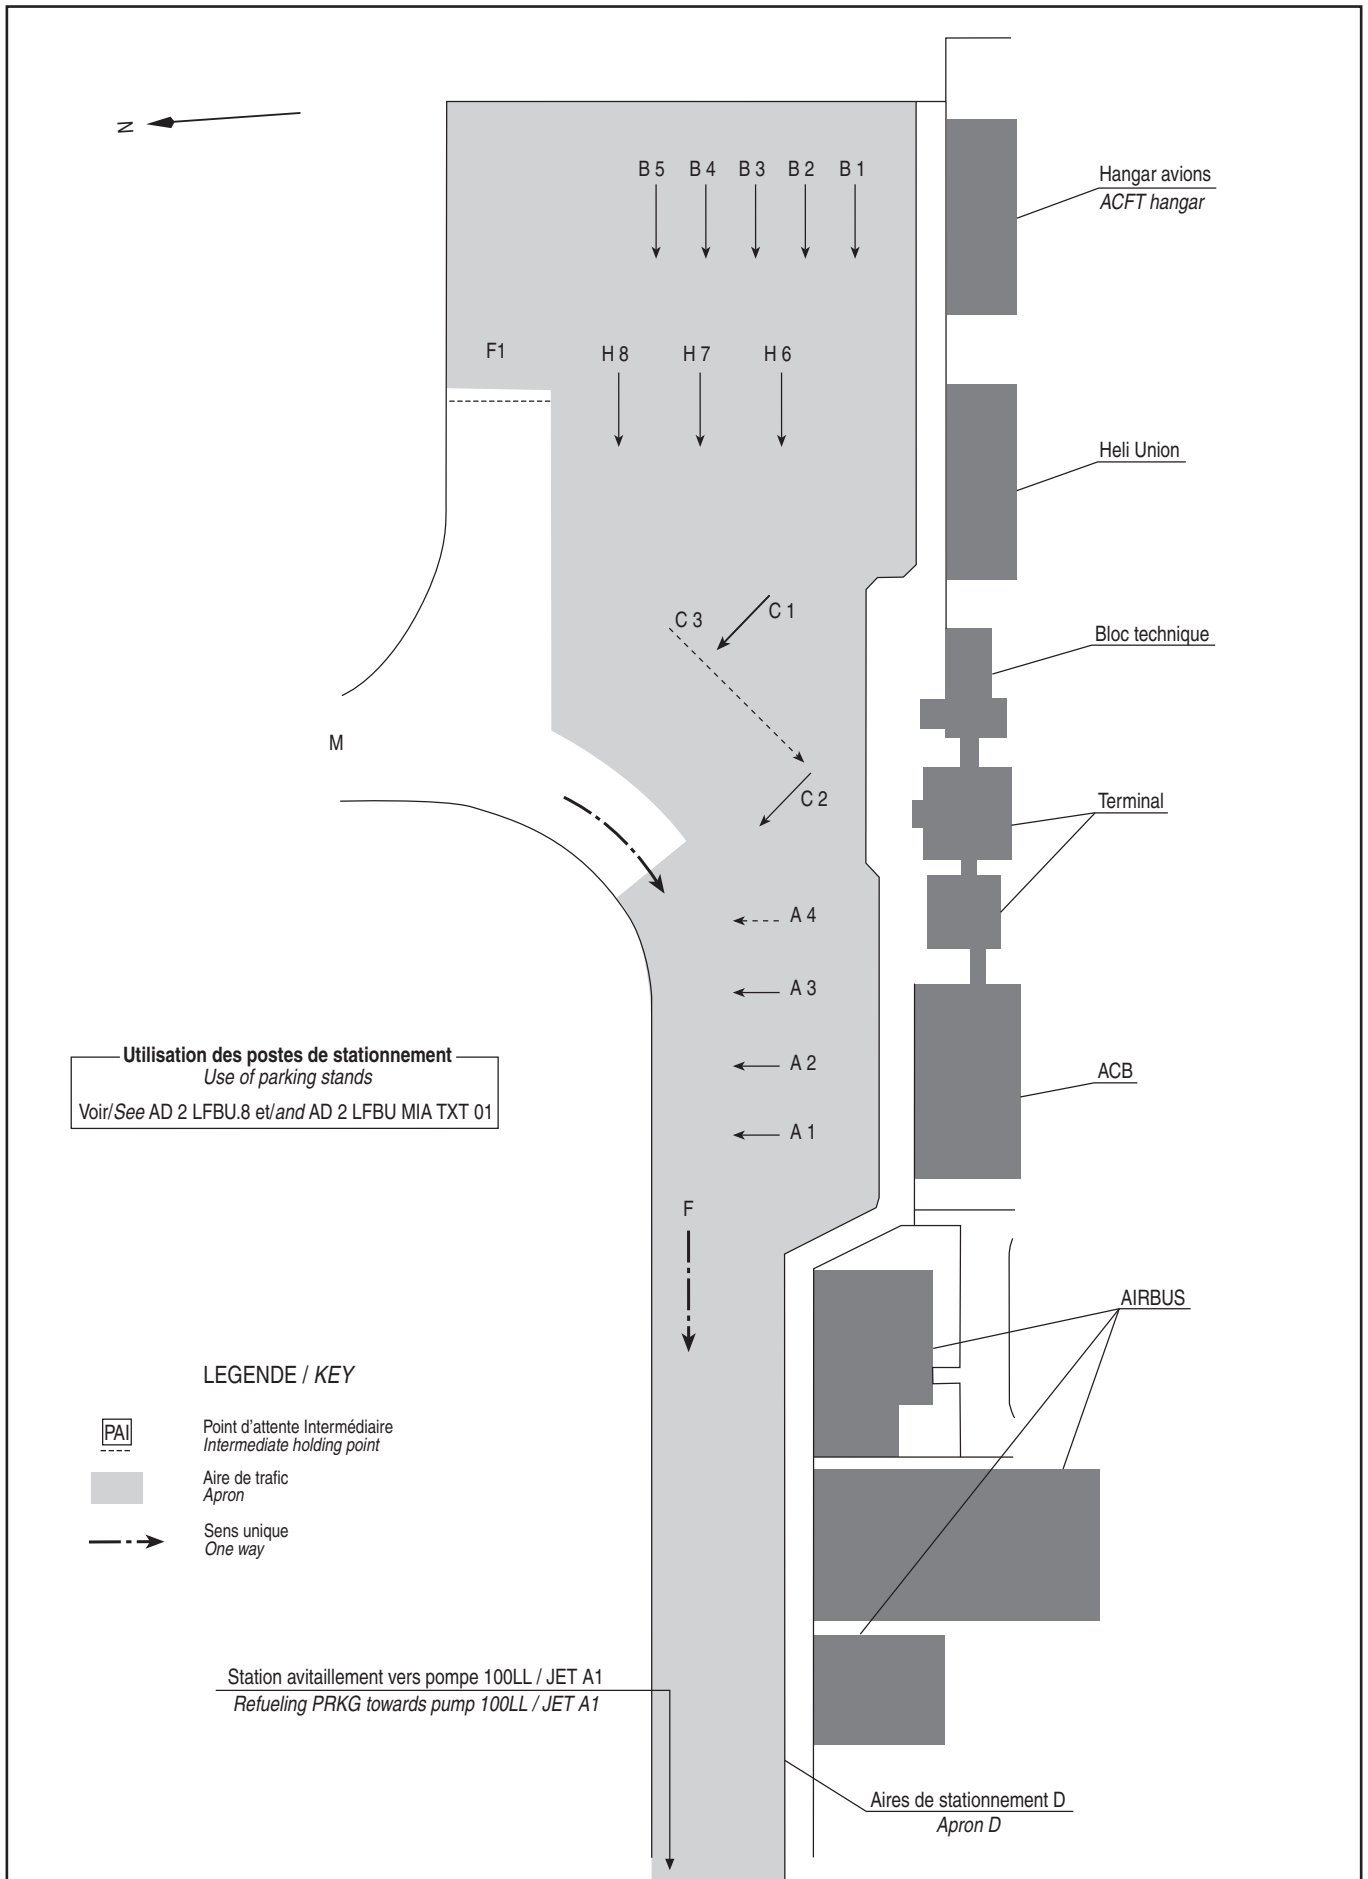 N
B 5 B 4 B 3 B 2 B 1
Hangar avions
ACFT hangar
F1
H 8 H 7 H 6
Heli Union
C 3
C 1
Bloc technique
M
C 2
Terminal
A 4
A 3
A 2
A 1
Utilisation des postes de stationnement
Use of parking stands
Voir/See AD 2 LFBU.8 et/and AD 2 LFBU MIA TXT 01
ACB
F
AIRBUS
LEGENDE / KEY
PAI
Point d'attente Intermédiaire
Intermediate holding point
Aire de trafic
Apron
Sens unique
One way
Station avitaillement vers pompe 100LL / JET A1
Refueling PRKG towards pump 100LL / JET A1
Aires de stationnement D
Apron D